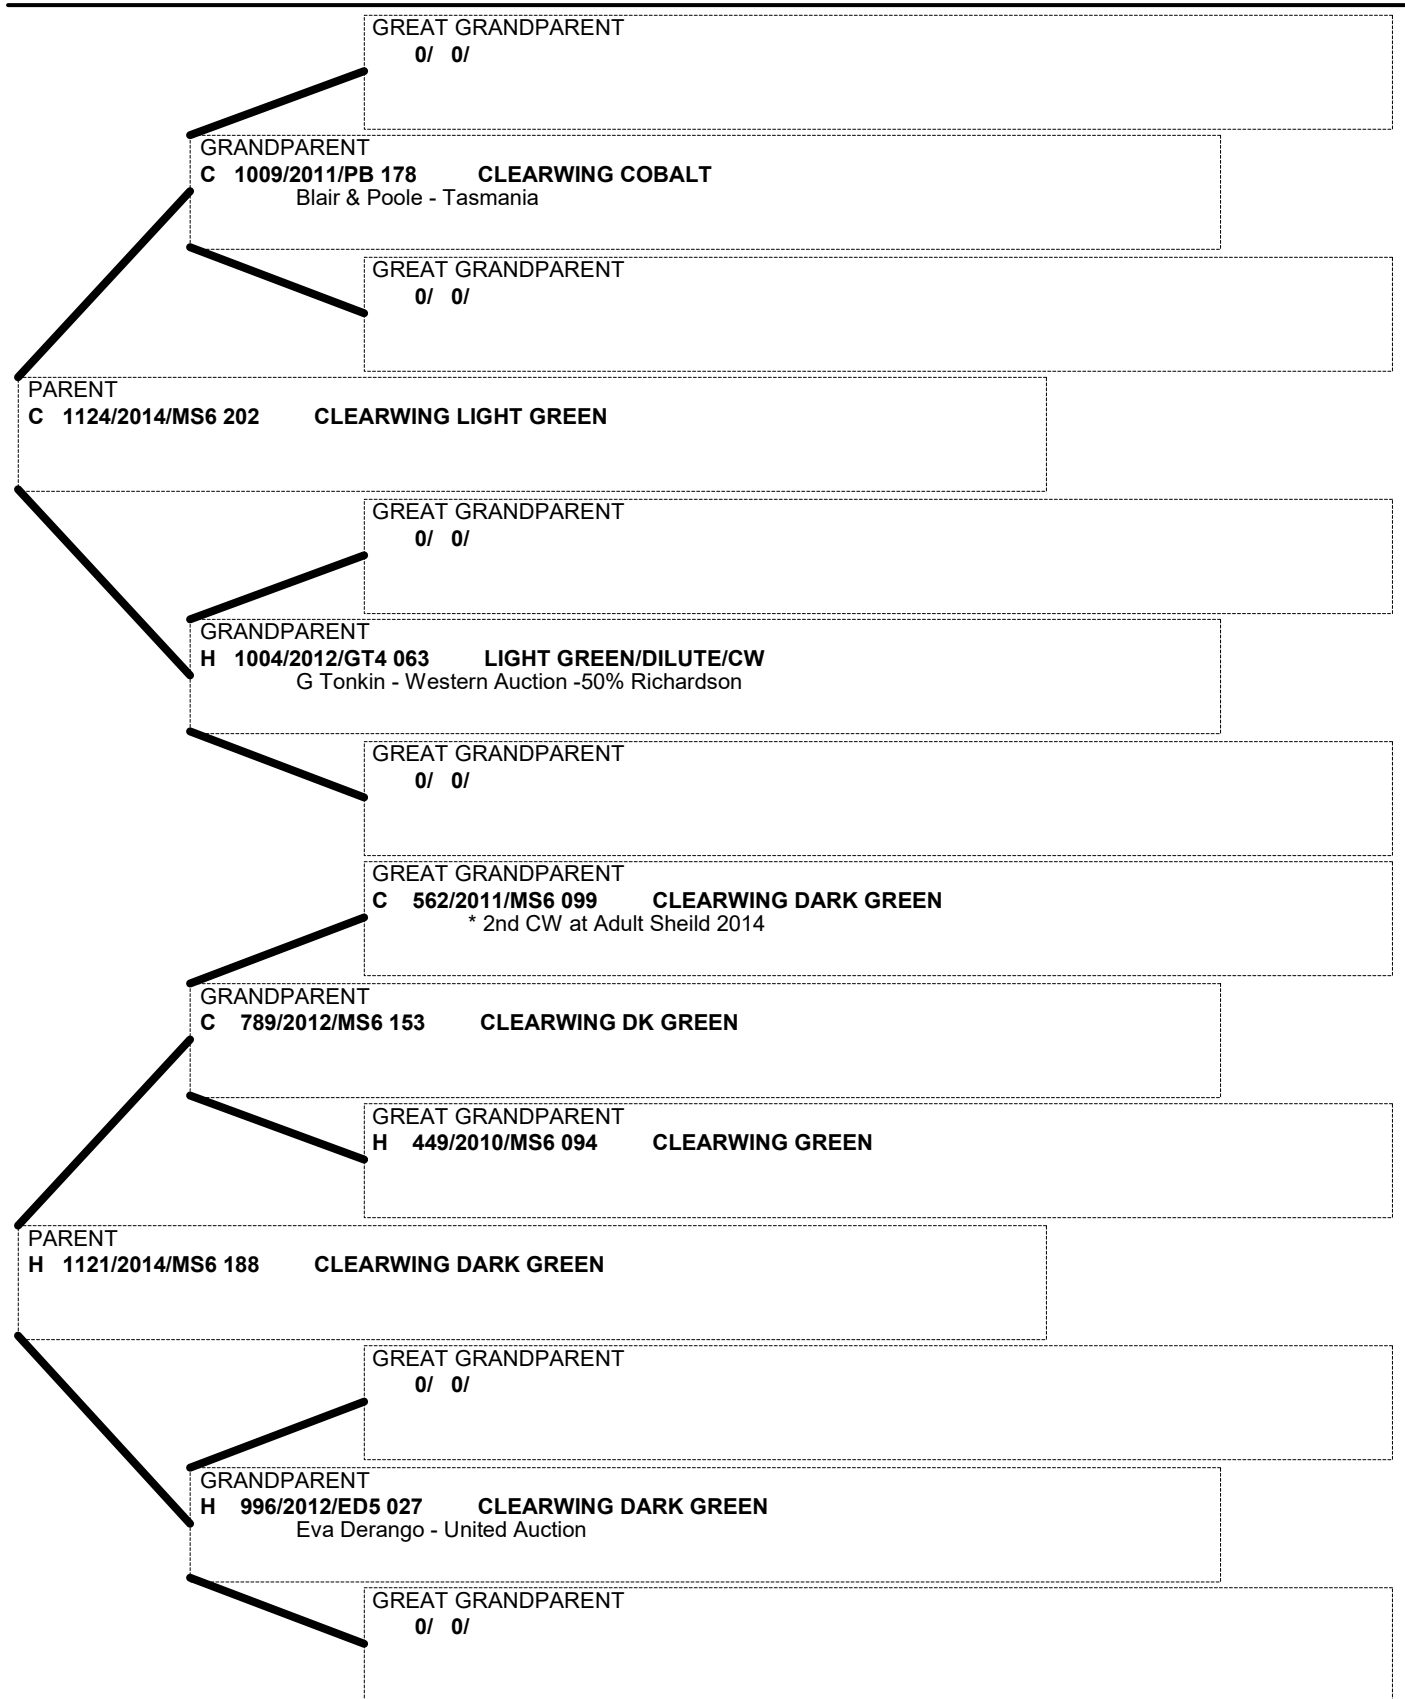 GREAT GRANDPARENT
0/ 0/
GRANDPARENT
C 1009/2011/PB 178 CLEARWING COBALT
Blair & Poole - Tasmania
GREAT GRANDPARENT
0/ 0/
PARENT
C 1124/2014/MS6 202 CLEARWING LIGHT GREEN
GREAT GRANDPARENT
0/ 0/
GRANDPARENT
H 1004/2012/GT4 063 LIGHT GREEN/DILUTE/CW
G Tonkin - Western Auction -50% Richardson
GREAT GRANDPARENT
0/ 0/
GREAT GRANDPARENT
C 562/2011/MS6 099 CLEARWING DARK GREEN
* 2nd CW at Adult Sheild 2014
GRANDPARENT
C 789/2012/MS6 153 CLEARWING DK GREEN
GREAT GRANDPARENT
H 449/2010/MS6 094 CLEARWING GREEN
PARENT
H 1121/2014/MS6 188 CLEARWING DARK GREEN
GREAT GRANDPARENT
0/ 0/
GRANDPARENT
H 996/2012/ED5 027 CLEARWING DARK GREEN
Eva Derango - United Auction
GREAT GRANDPARENT
0/ 0/